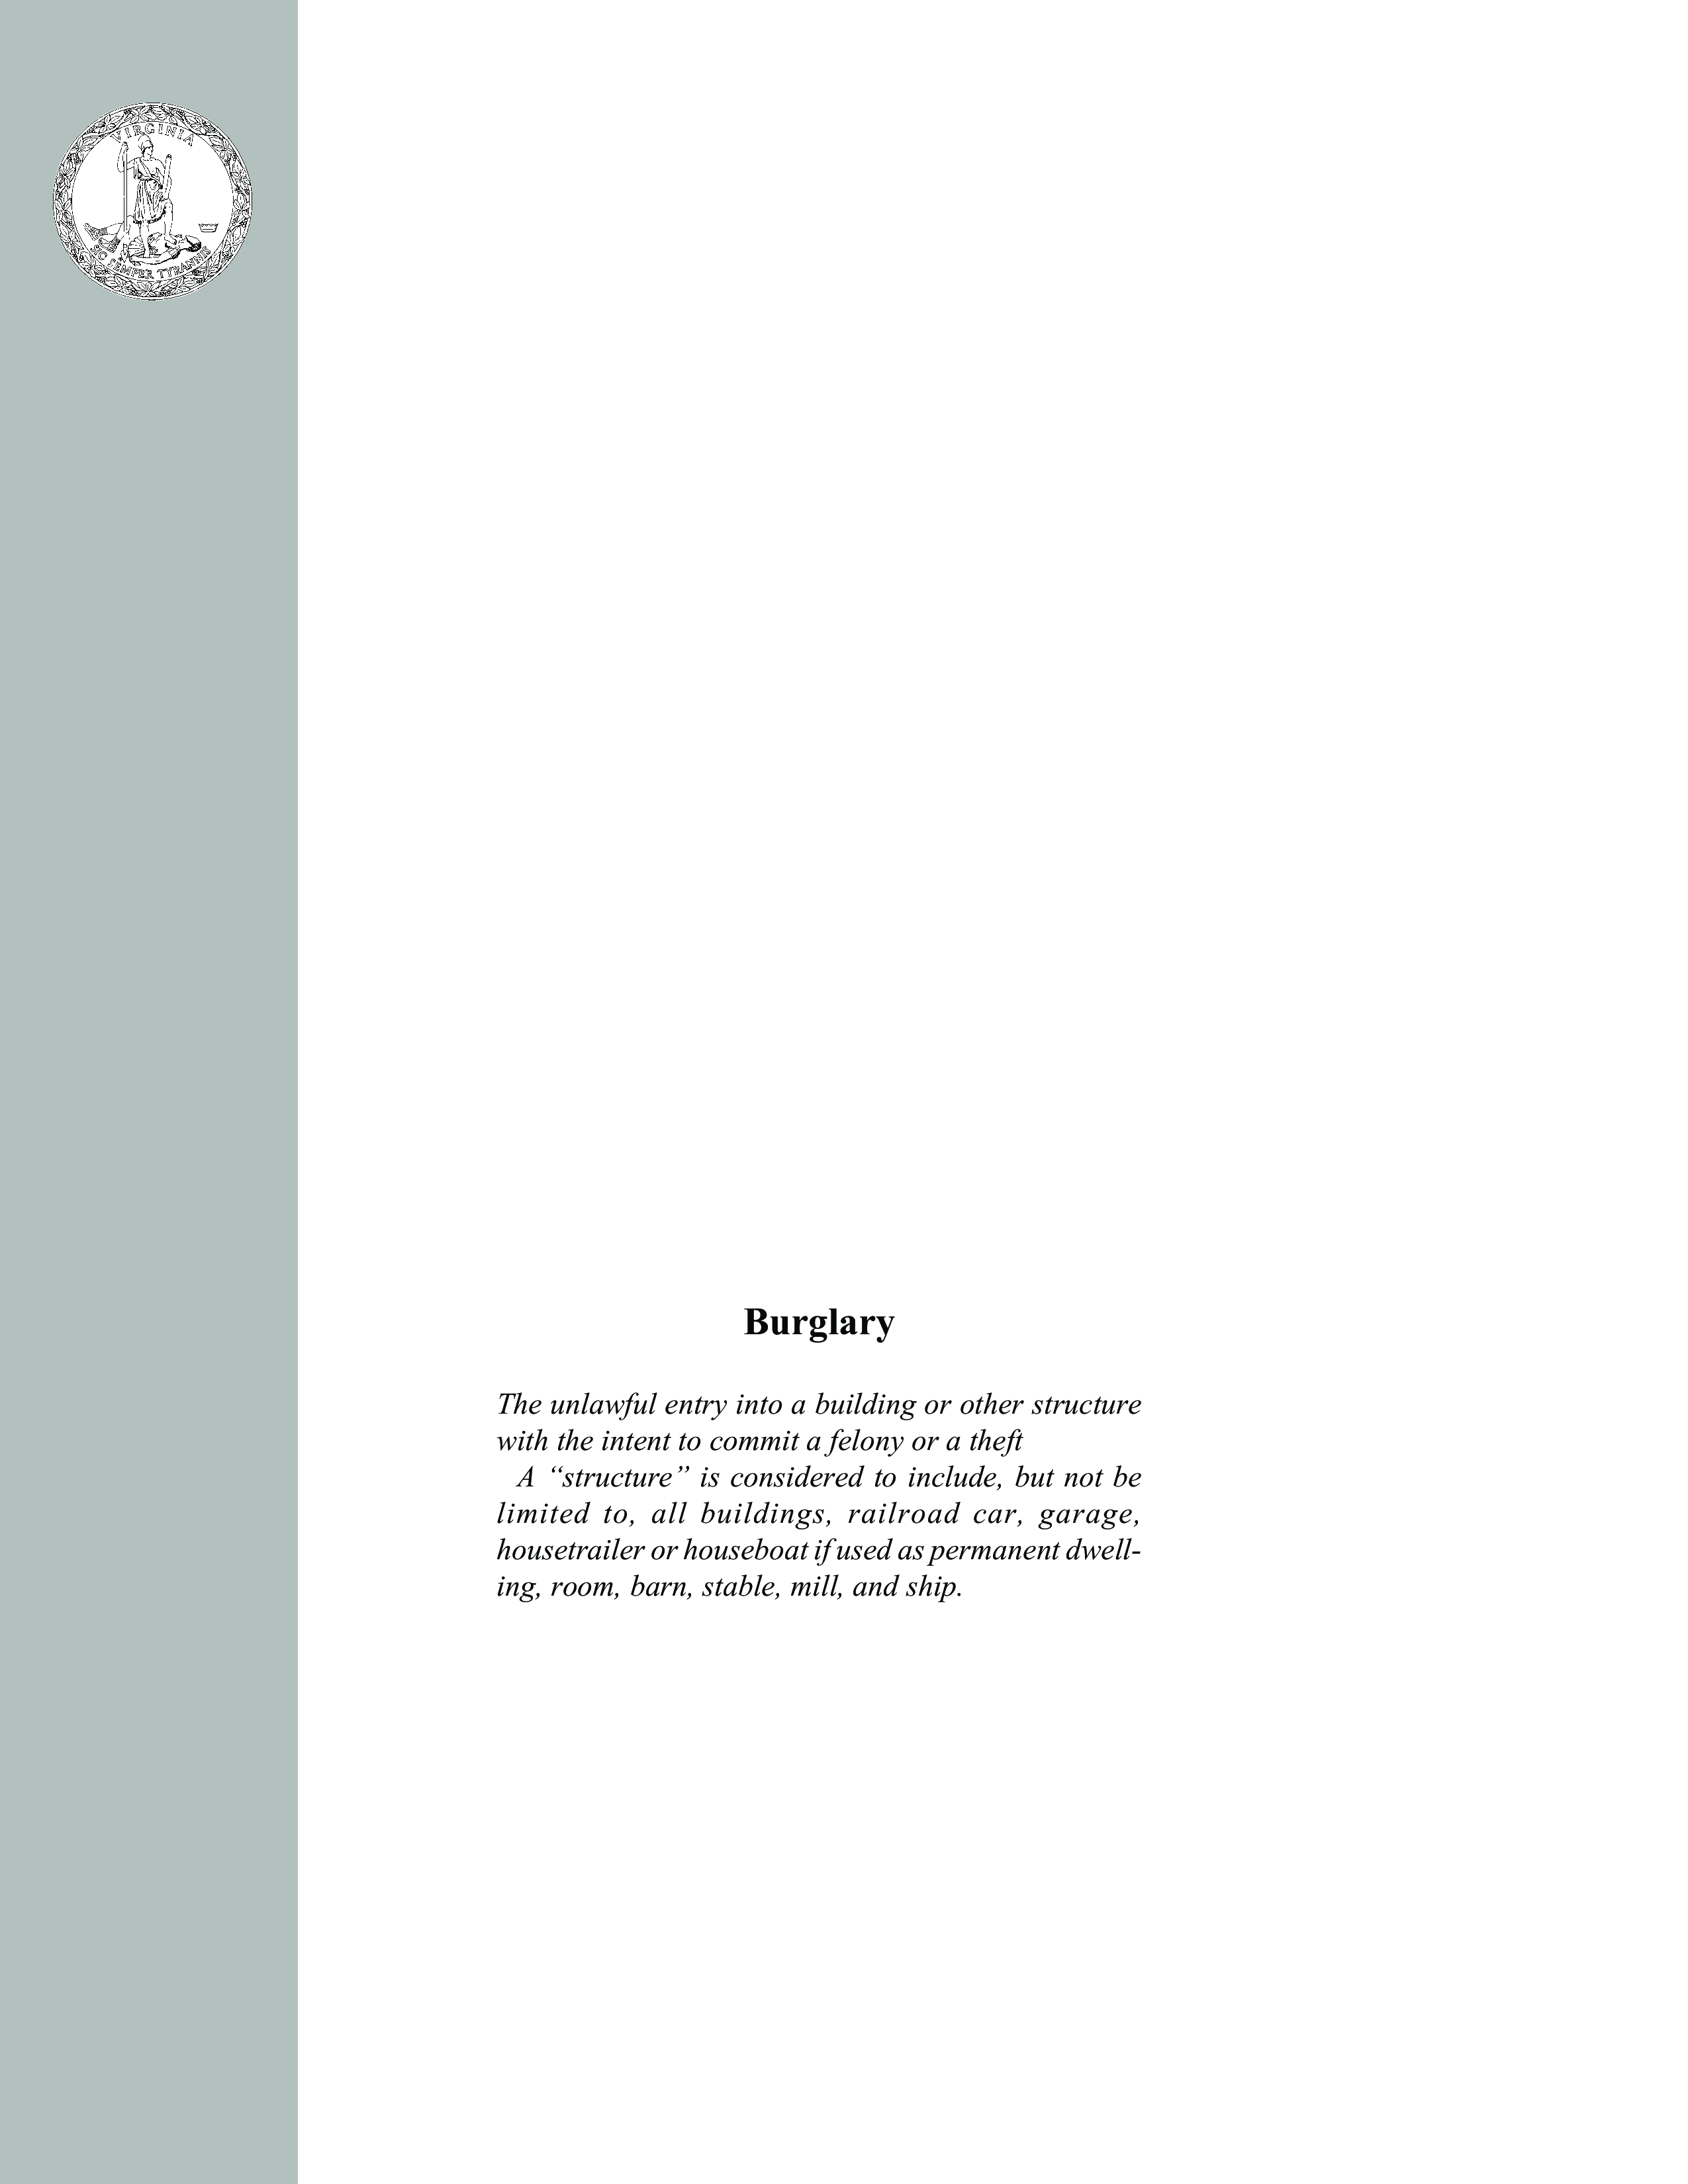 VIRGINIA
SIC SEMPER TYRANNIS
Burglary
The unlawful entry into a building or other structure
with the intent to commit a felony or a theft
A “structure” is considered to include, but not be
limited to, all buildings, railroad car, garage,
housetrailer or houseboat if used as permanent dwell-
ing, room, barn, stable, mill, and ship.